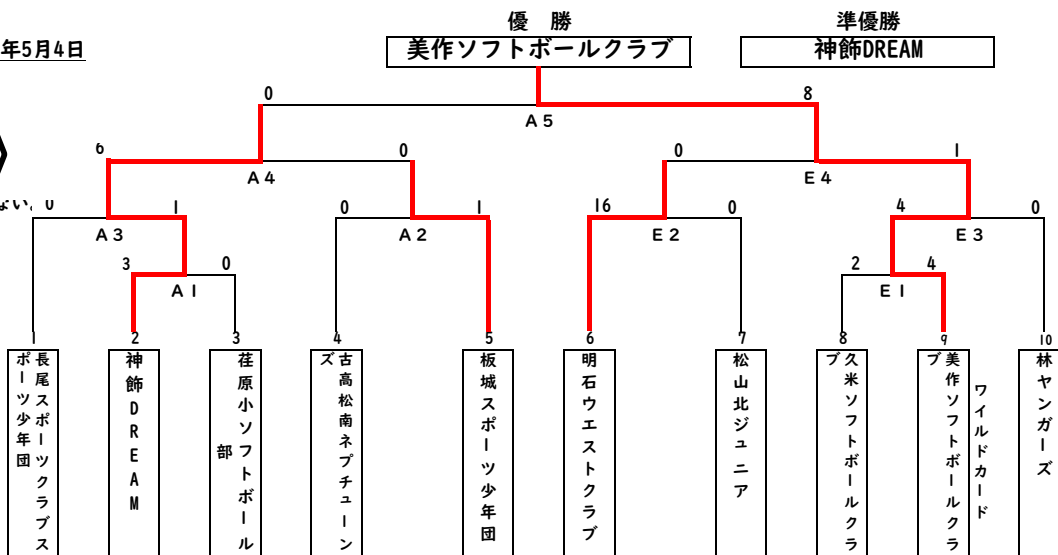 優 勝
準優勝
年5月4日
美作ソフトボールクラブ
神飾DREAM
0
8
A5
6
0
0
1
A4
E4
ない。0
1
0
1
16
0
4
0
A3
A2
E2
E3
3
0
2
4
A1
E1
1
2
3
4
5
6
7
8
9
10
長尾スポーツクラブス
ポーツ少年団
神飾DREAM
荏原小ソフトボール
部
古高松南ネプチューン
ズ
板城スポーツ少年団
明石ウエストクラブ
松山北ジュニア
久米ソフトボールクラ
ブ
美作ソフトボールクラ
ブ
ワイルドカード
林ヤンガーズ